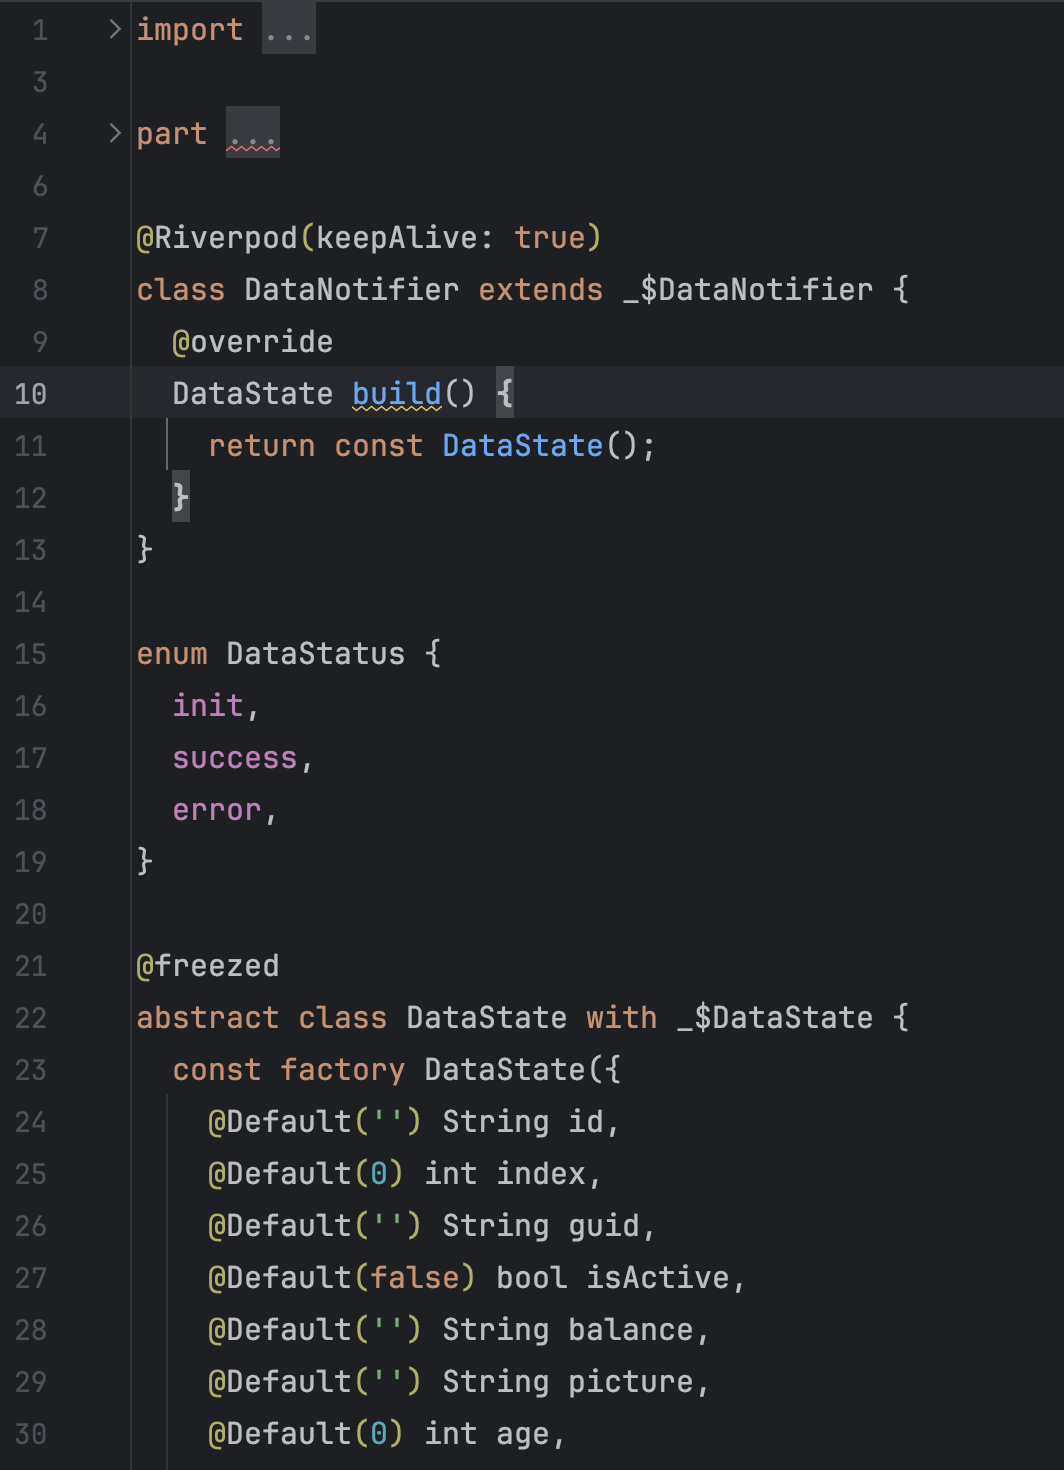 1 import ...
3
4 part ...
6
7 @Riverpod(keepAlive: true)
8 class DataNotifier extends _$DataNotifier {
9 @override
10 DataState build() {
11 return const DataState();
12 }
13 }
14
15 enum DataStatus {
16 init,
17 success,
18 error,
19 }
20
21 @freezed
22 abstract class DataState with _$DataState {
23 const factory DataState({
24 @Default('') String id,
25 @Default(0) int index,
26 @Default('') String guid,
27 @Default(false) bool isActive,
28 @Default('') String balance,
29 @Default('') String picture,
30 @Default(0) int age,